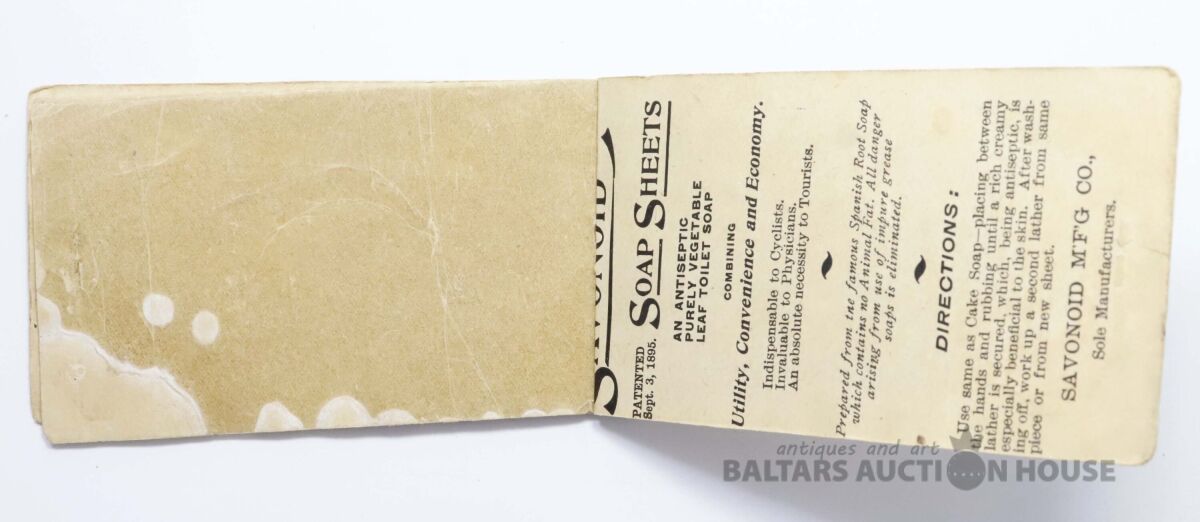 SAVONOID
PATENTED
Sept. 3, 1895.
SOAP SHEETS
AN ANTISEPTIC
PURELY VEGETABLE
LEAF TOILET SOAP
COMBINING
Utility, Convenience and Economy.
Indispensable to Cyclists.
Invaluable to Physicians.
An absolute necessity to Tourists.
Prepared from the famous Spanish Root Soap
which contains no Animal Fat. All danger
arising from use of impure grease
soaps is eliminated.
DIRECTIONS:
Use same as Cake Soap—placing between
the hands and rubbing until a rich creamy
lather is secured, which, being antiseptic, is
especially beneficial to the skin. After wash-
ing off, work up a second lather from same
piece or from new sheet.
SAVONOID M'F'G CO.,
Sole Manufacturers.
antiques and art
BALTARS AUCTION HOUSE